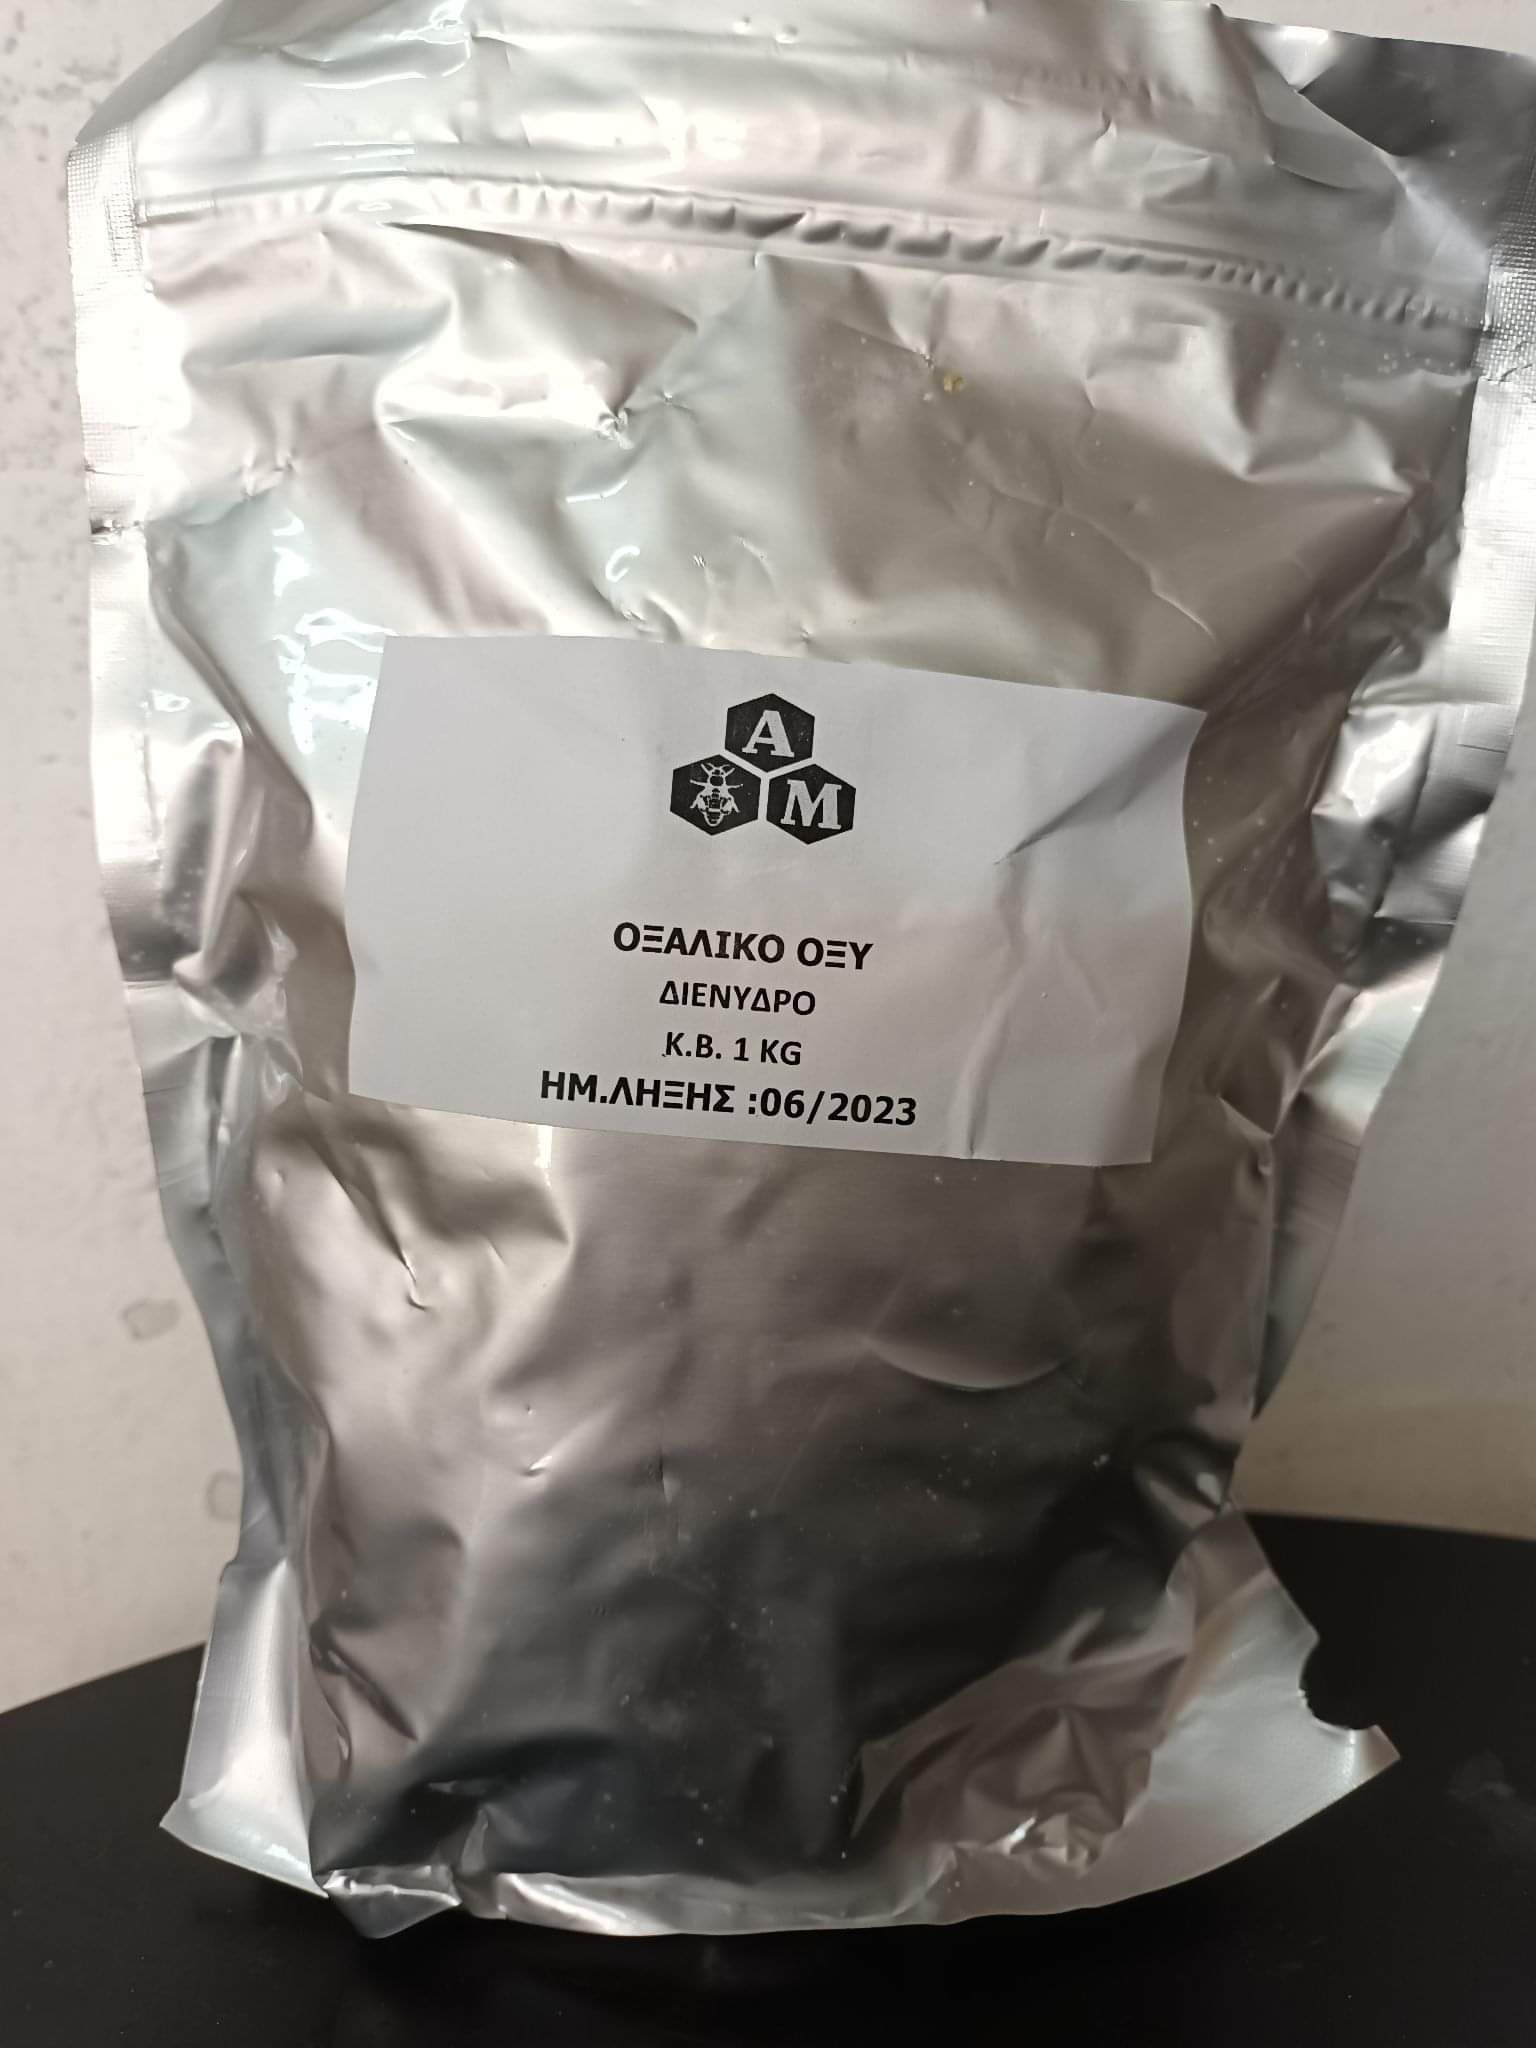 A
M
ΟΞΑΛΙΚΟ ΟΞΥ
ΔΙΕΝΥΔΡΟ
Κ.Β. 1 KG
ΗΜ.ΛΗΞΗΣ :06/2023